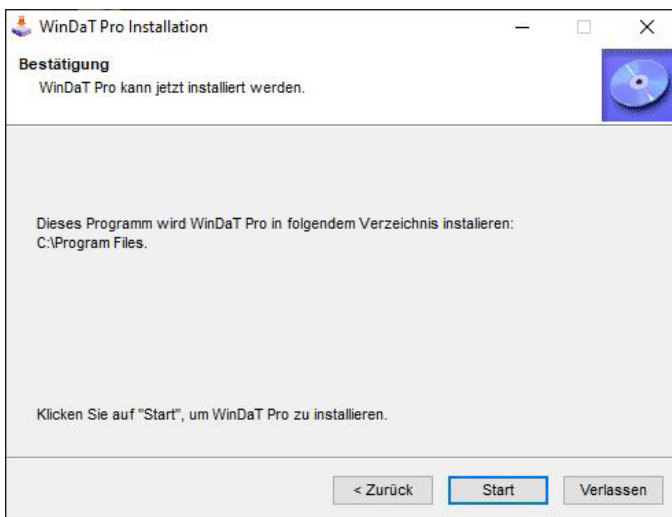 WinDaT Pro Installation
Bestätigung
WinDaT Pro kann jetzt installiert werden.
Dieses Programm wird WinDaT Pro in folgendem Verzeichnis instalieren:
C:\Program Files.
Klicken Sie auf "Start", um WinDaT Pro zu installieren.
< Zurück Start Verlassen